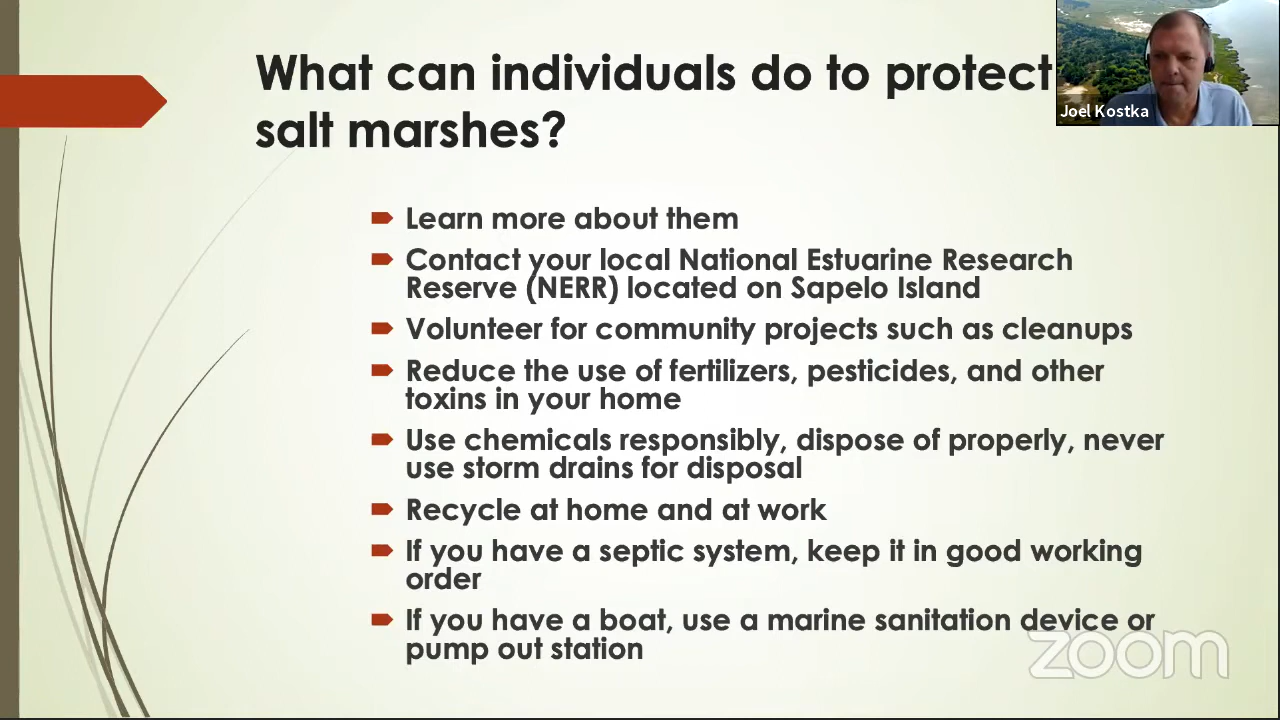 What can individuals do to protect
salt marshes?
Joel Kostka
Learn more about them
Contact your local National Estuarine Research
Reserve (NERR) located on Sapelo Island
Volunteer for community projects such as cleanups
Reduce the use of fertilizers, pesticides, and other
toxins in your home
Use chemicals responsibly, dispose of properly, never
use storm drains for disposal
Recycle at home and at work
If you have a septic system, keep it in good working
order
If you have a boat, use a marine sanitation device or
pump out station
zoom